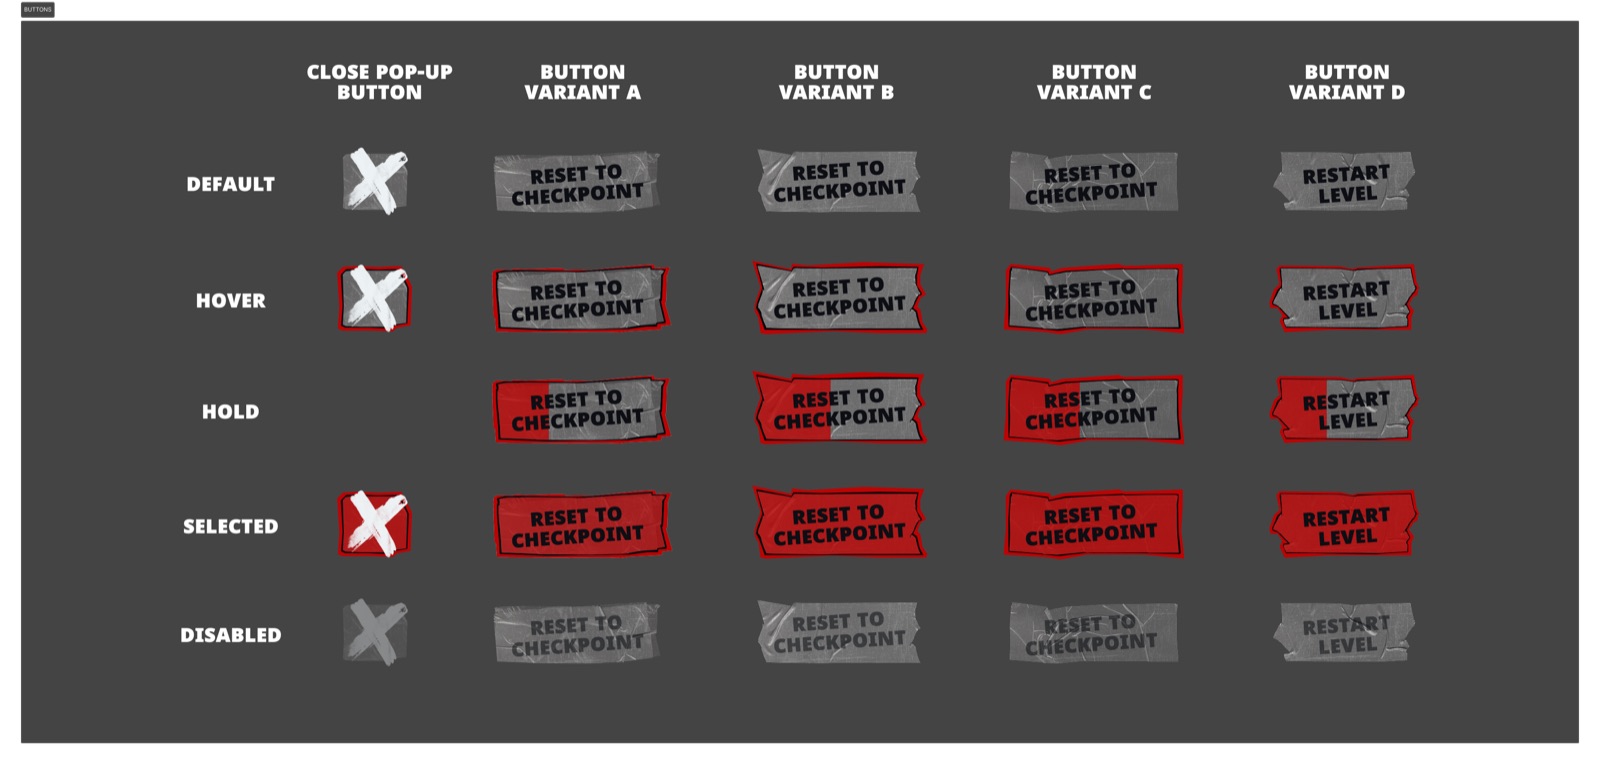 BUTTONS
CLOSE POP-UP
BUTTON
BUTTON
VARIANT A
BUTTON
VARIANT B
BUTTON
VARIANT C
BUTTON
VARIANT D
DEFAULT
RESET TO
CHECKPOINT
RESET TO
CHECKPOINT
RESET TO
CHECKPOINT
RESTART
LEVEL
HOVER
RESET TO
CHECKPOINT
RESET TO
CHECKPOINT
RESET TO
CHECKPOINT
RESTART
LEVEL
HOLD
RESET TO
CHECKPOINT
RESET TO
CHECKPOINT
RESET TO
CHECKPOINT
RESTART
LEVEL
SELECTED
RESET TO
CHECKPOINT
RESET TO
CHECKPOINT
RESET TO
CHECKPOINT
RESTART
LEVEL
DISABLED
RESET TO
CHECKPOINT
RESET TO
CHECKPOINT
RESET TO
CHECKPOINT
RESTART
LEVEL